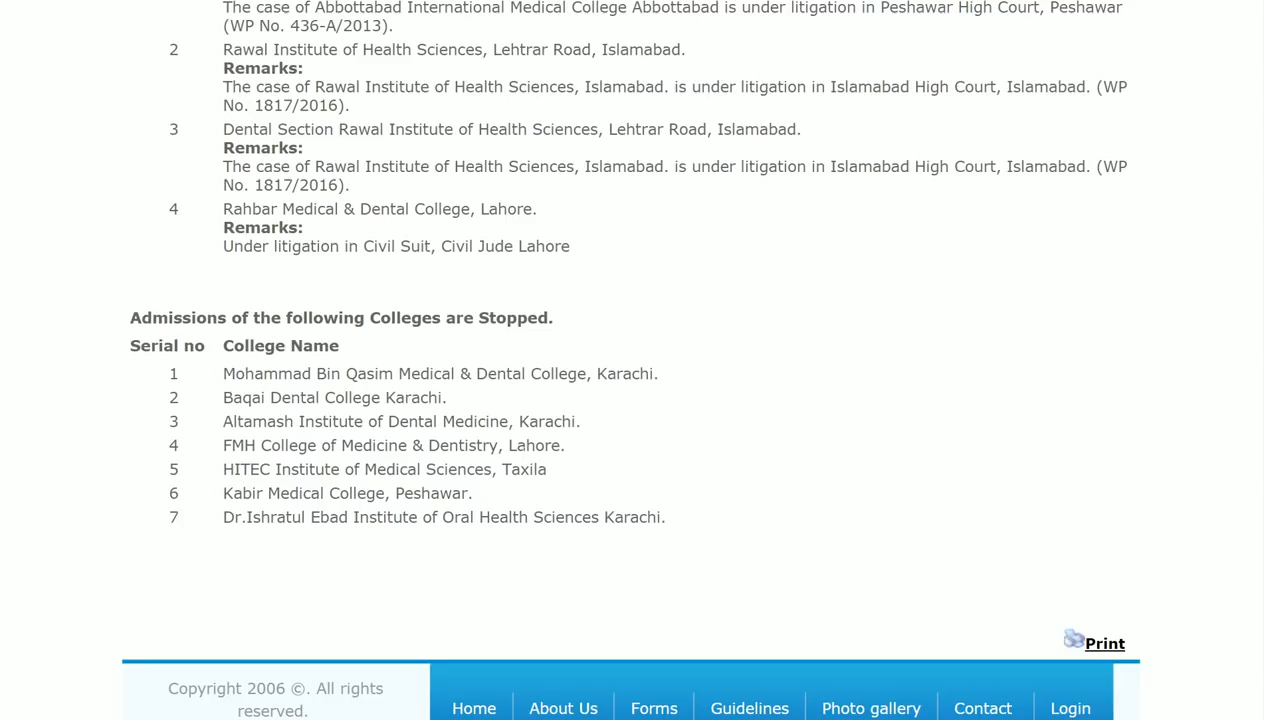 The case of Abbottabad International Medical College Abbottabad is under litigation in Peshawar High Court, Peshawar
(WP No. 436-A/2013).
2 Rawal Institute of Health Sciences, Lehtrar Road, Islamabad.
Remarks:
The case of Rawal Institute of Health Sciences, Islamabad. is under litigation in Islamabad High Court, Islamabad. (WP
No. 1817/2016).
3 Dental Section Rawal Institute of Health Sciences, Lehtrar Road, Islamabad.
Remarks:
The case of Rawal Institute of Health Sciences, Islamabad. is under litigation in Islamabad High Court, Islamabad. (WP
No. 1817/2016).
4 Rahbar Medical & Dental College, Lahore.
Remarks:
Under litigation in Civil Suit, Civil Jude Lahore
Admissions of the following Colleges are Stopped.
Serial no College Name
1 Mohammad Bin Qasim Medical & Dental College, Karachi.
2 Baqai Dental College Karachi.
3 Altamash Institute of Dental Medicine, Karachi.
4 FMH College of Medicine & Dentistry, Lahore.
5 HITEC Institute of Medical Sciences, Taxila
6 Kabir Medical College, Peshawar.
7 Dr.Ishratul Ebad Institute of Oral Health Sciences Karachi.
Print
Copyright 2006 ©. All rights
reserved.
Home About Us Forms Guidelines Photo gallery Contact Login